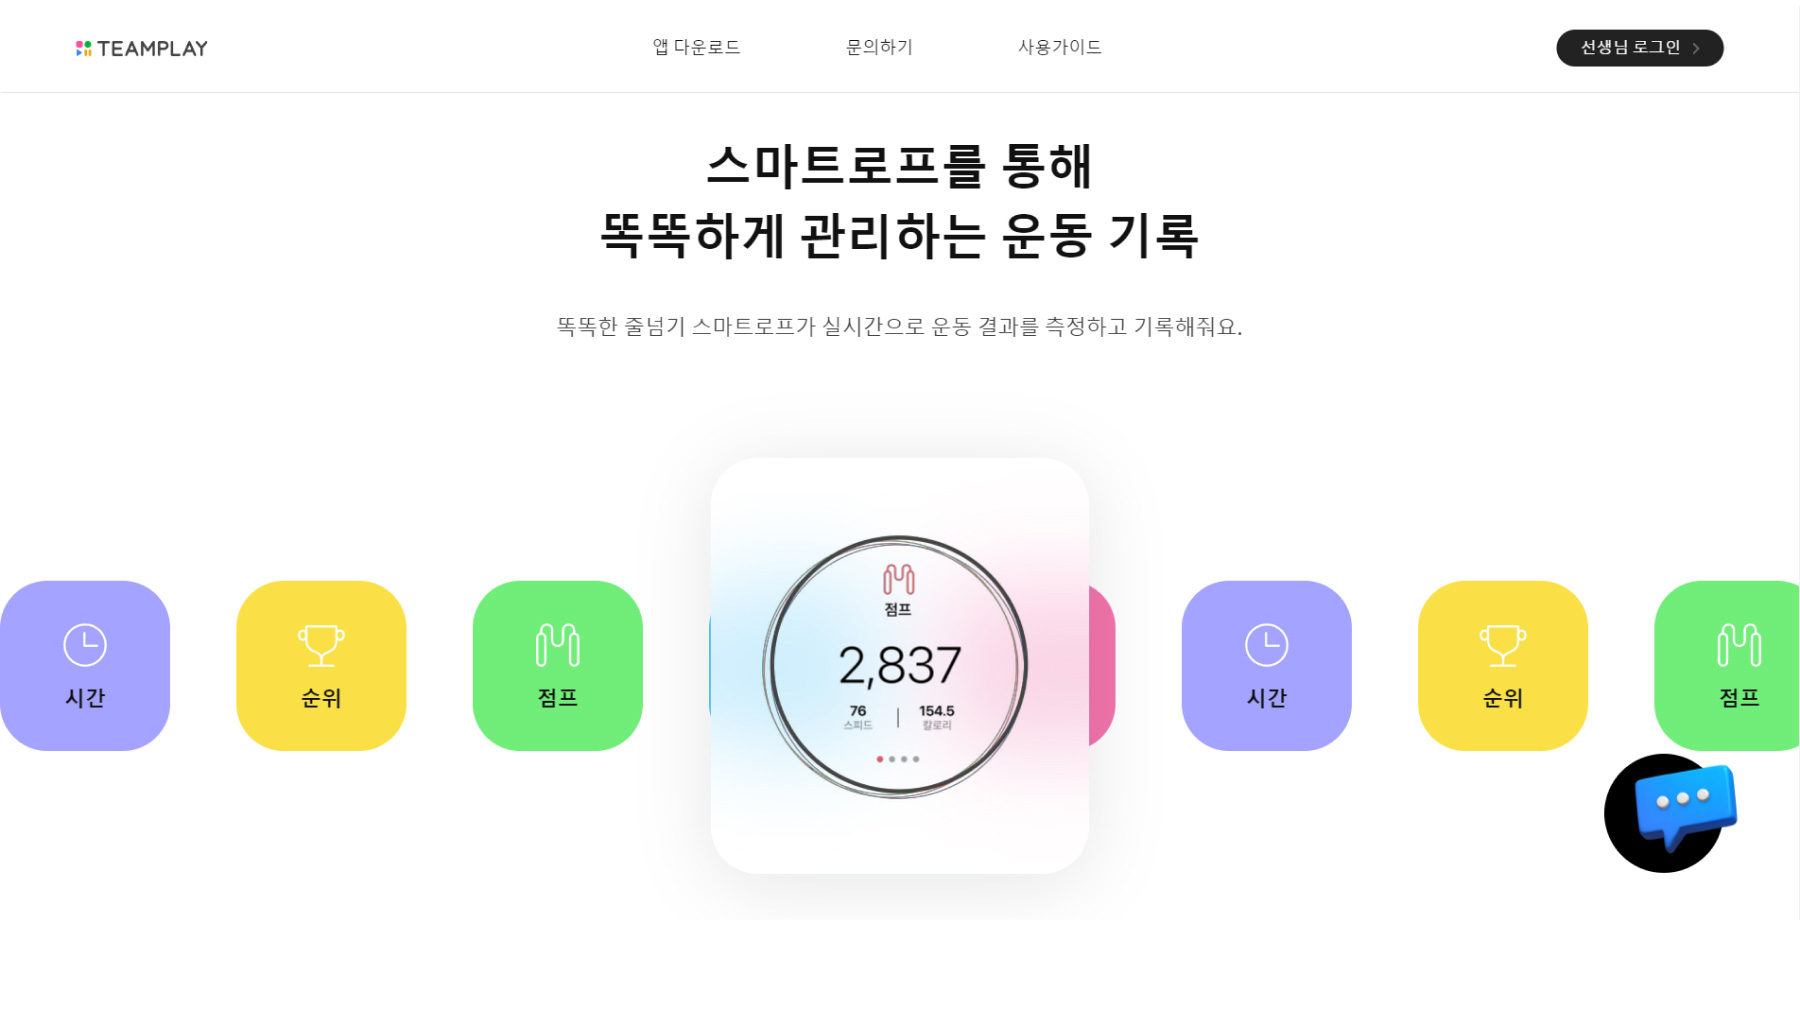 TEAMPLAY
앱 다운로드
문의하기
사용가이드
선생님 로그인
스마트로프를 통해
똑똑하게 관리하는 운동 기록
똑똑한 줄넘기 스마트로프가 실시간으로 운동 결과를 측정하고 기록해줘요.
시간
순위
점프
점프
2,837
76
스피드
154.5
칼로리
시간
순위
점프